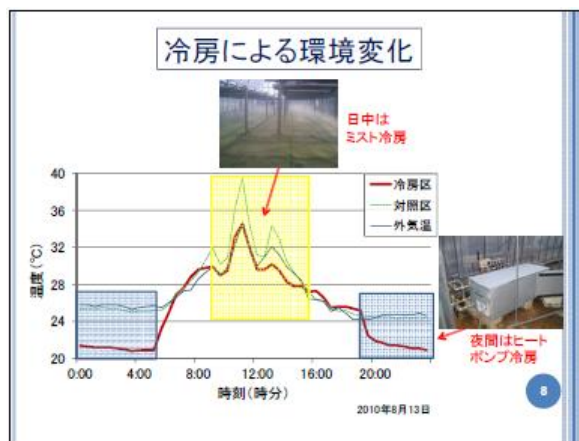 冷房による環境変化
日中は
ミスト冷房
40
36
32
28
24
20
温度(℃)
冷房区
対照区
外気温
0:00
4:00
8:00
12:00
16:00
20:00
時刻(時分)
夜間はヒート
ポンプ冷房
8
2010年8月13日